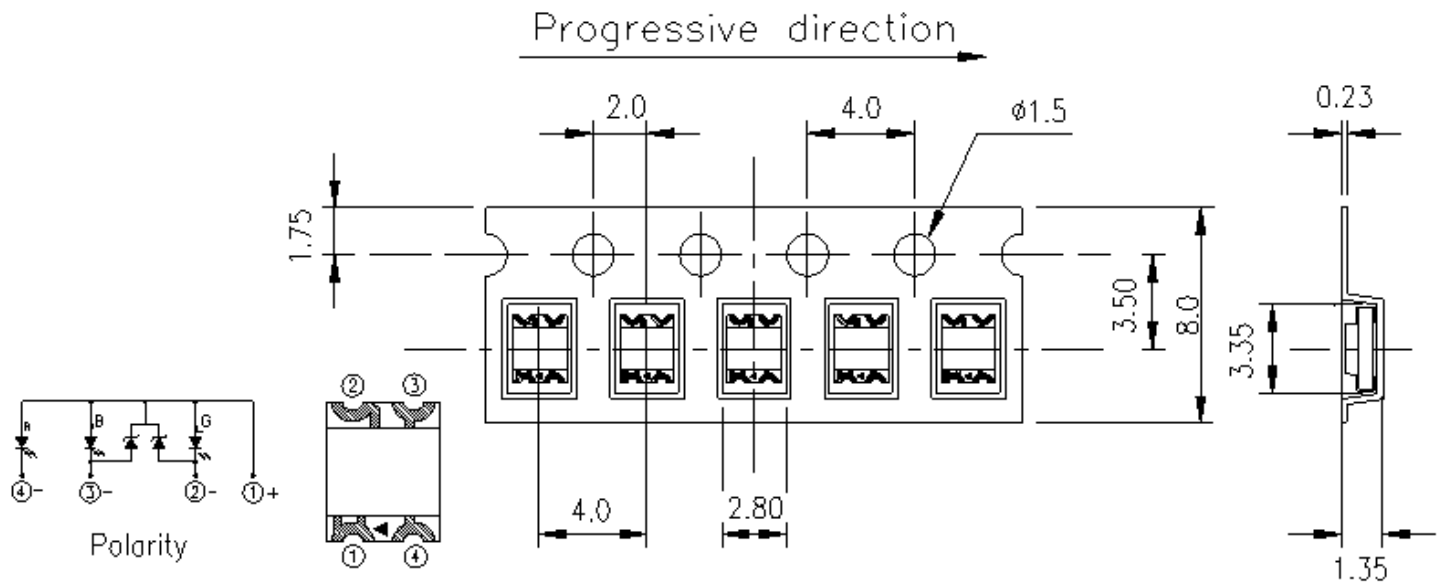 Progressive direction
2.0
4.0
ø1.5
0.23
1.75
3.50
8.0
3.35
② ③
R B G
④- ③- ②- ①+
Polarity
① ④
4.0
2.80
1.35